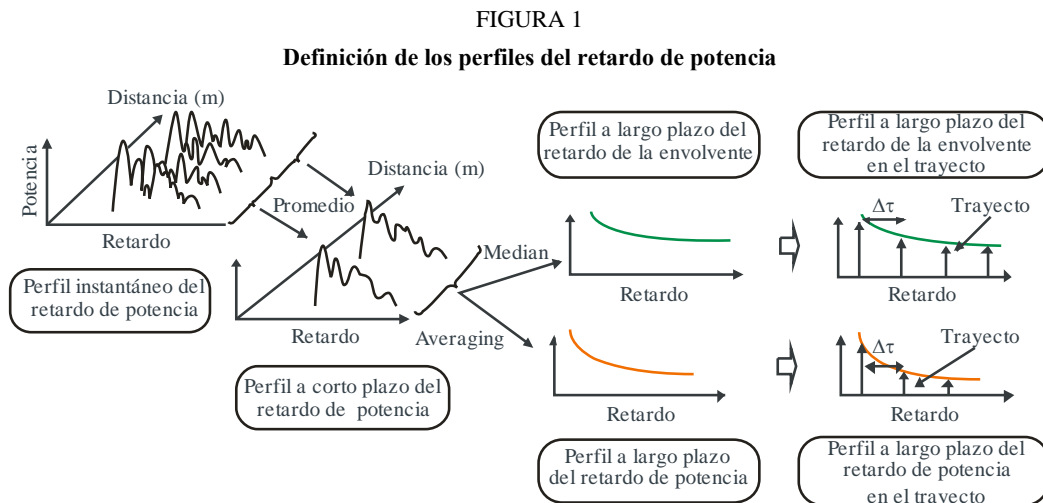 FIGURA 1
Definición de los perfiles del retardo de potencia
Distancia (m)
Potencia
Retardo
Perfil instantáneo del
retardo de potencia
Promedio
Distancia (m)
Retardo
Perfil a corto plazo del
retardo de potencia
Median
Averaging
Perfil a largo plazo del
retardo de la envolvente
Retardo
Perfil a largo plazo del
retardo de la envolvente
en el trayecto
Δτ
Trayecto
Retardo
Retardo
Perfil a largo plazo
del retardo de potencia
Δτ
Trayecto
Retardo
Perfil a largo plazo del
retardo de potencia
en el trayecto